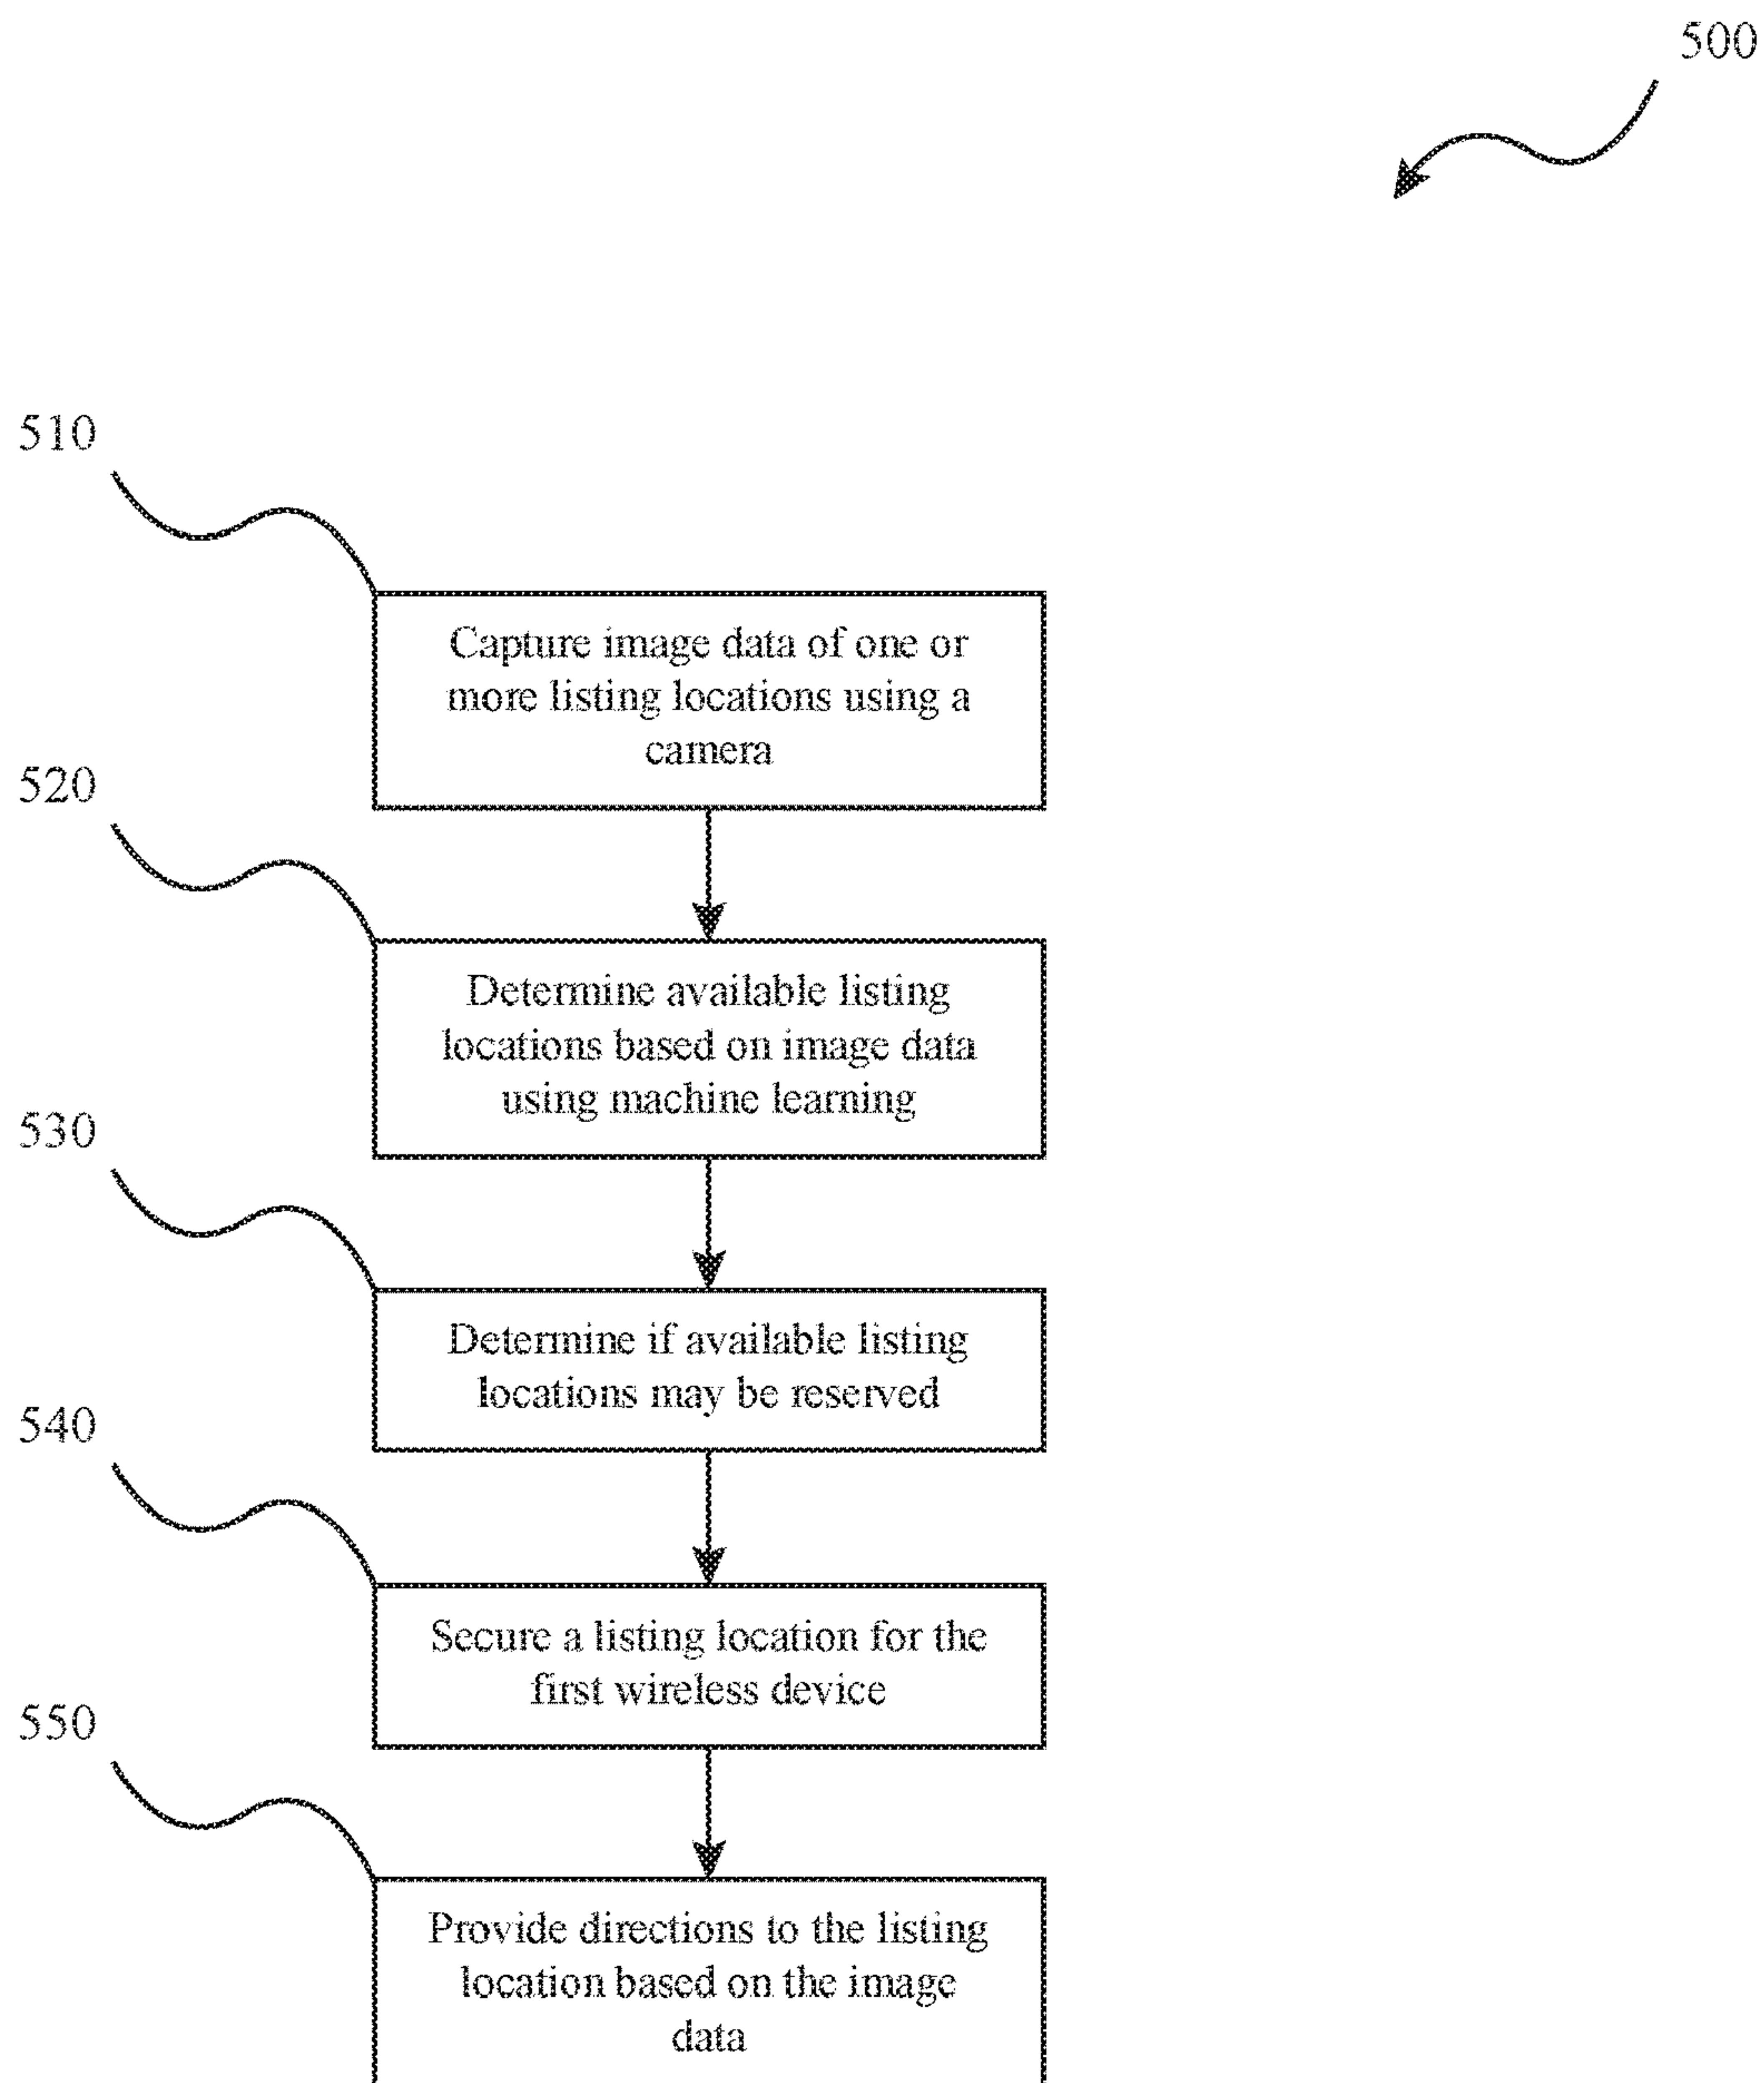 500
510
Capture image data of one or
more listing locations using a
camera
520
Determine available listing
locations based on image data
using machine learning
530
Determine if available listing
locations may be reserved
540
Secure a listing location for the
first wireless device
550
Provide directions to the listing
location based on the image
data